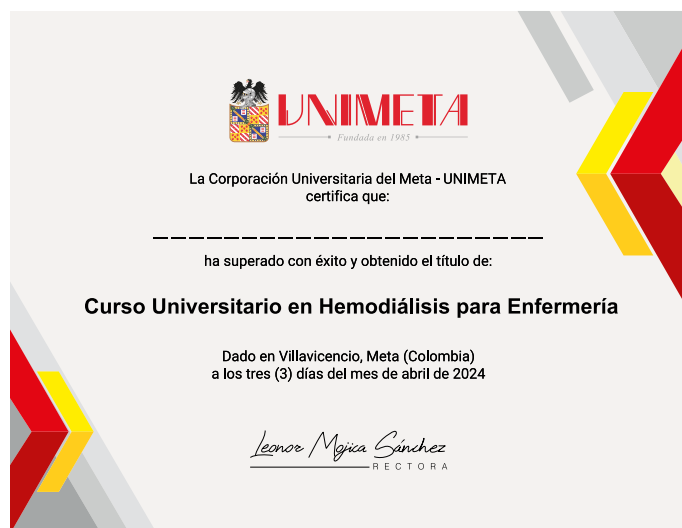 UNIMETA
Fundada en 1985
La Corporación Universitaria del Meta - UNIMETA
certifica que:
ha superado con éxito y obtenido el título de:
Curso Universitario en Hemodiálisis para Enfermería
Dado en Villavicencio, Meta (Colombia)
a los tres (3) días del mes de abril de 2024
Leonor Mojica Sánchez
RECTORA